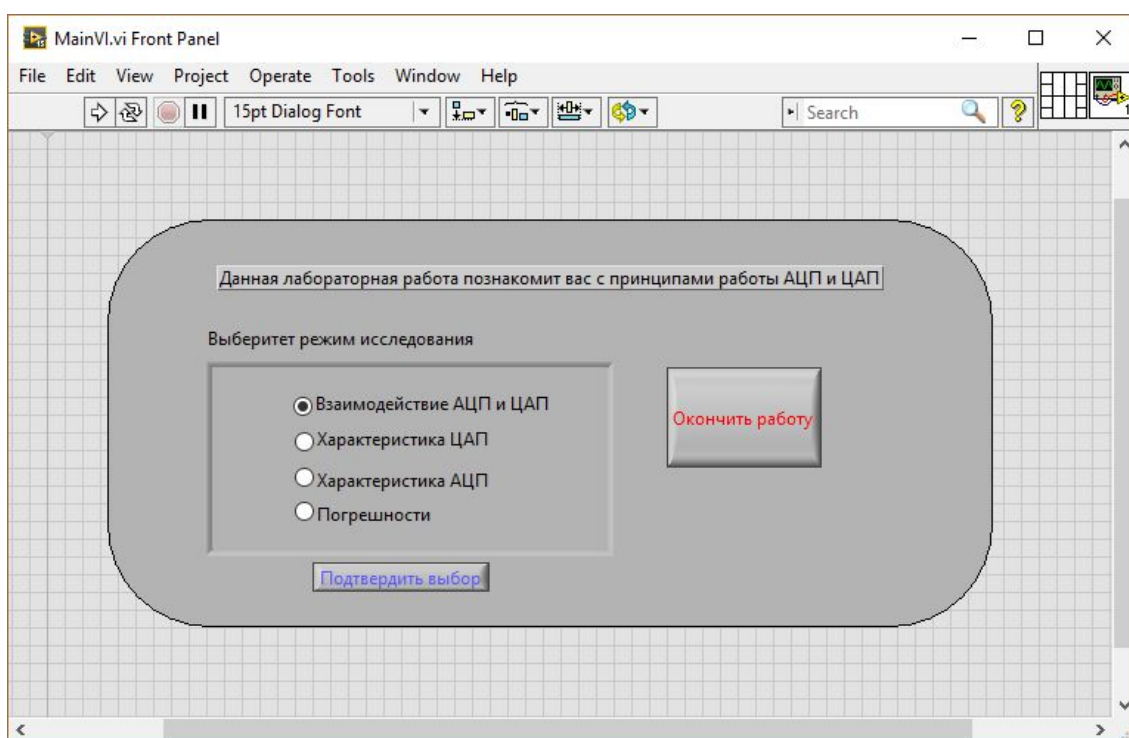 MainVI.vi Front Panel
File Edit View Project Operate Tools Window Help
15pt Dialog Font Search
Данная лабораторная работа познакомит вас с принципами работы АЦП и ЦАП
Выберитет режим исследования
Взаимодействие АЦП и ЦАП
Характеристика ЦАП
Окончить работу
Характеристика АЦП
Погрешности
Подтвердить выбор